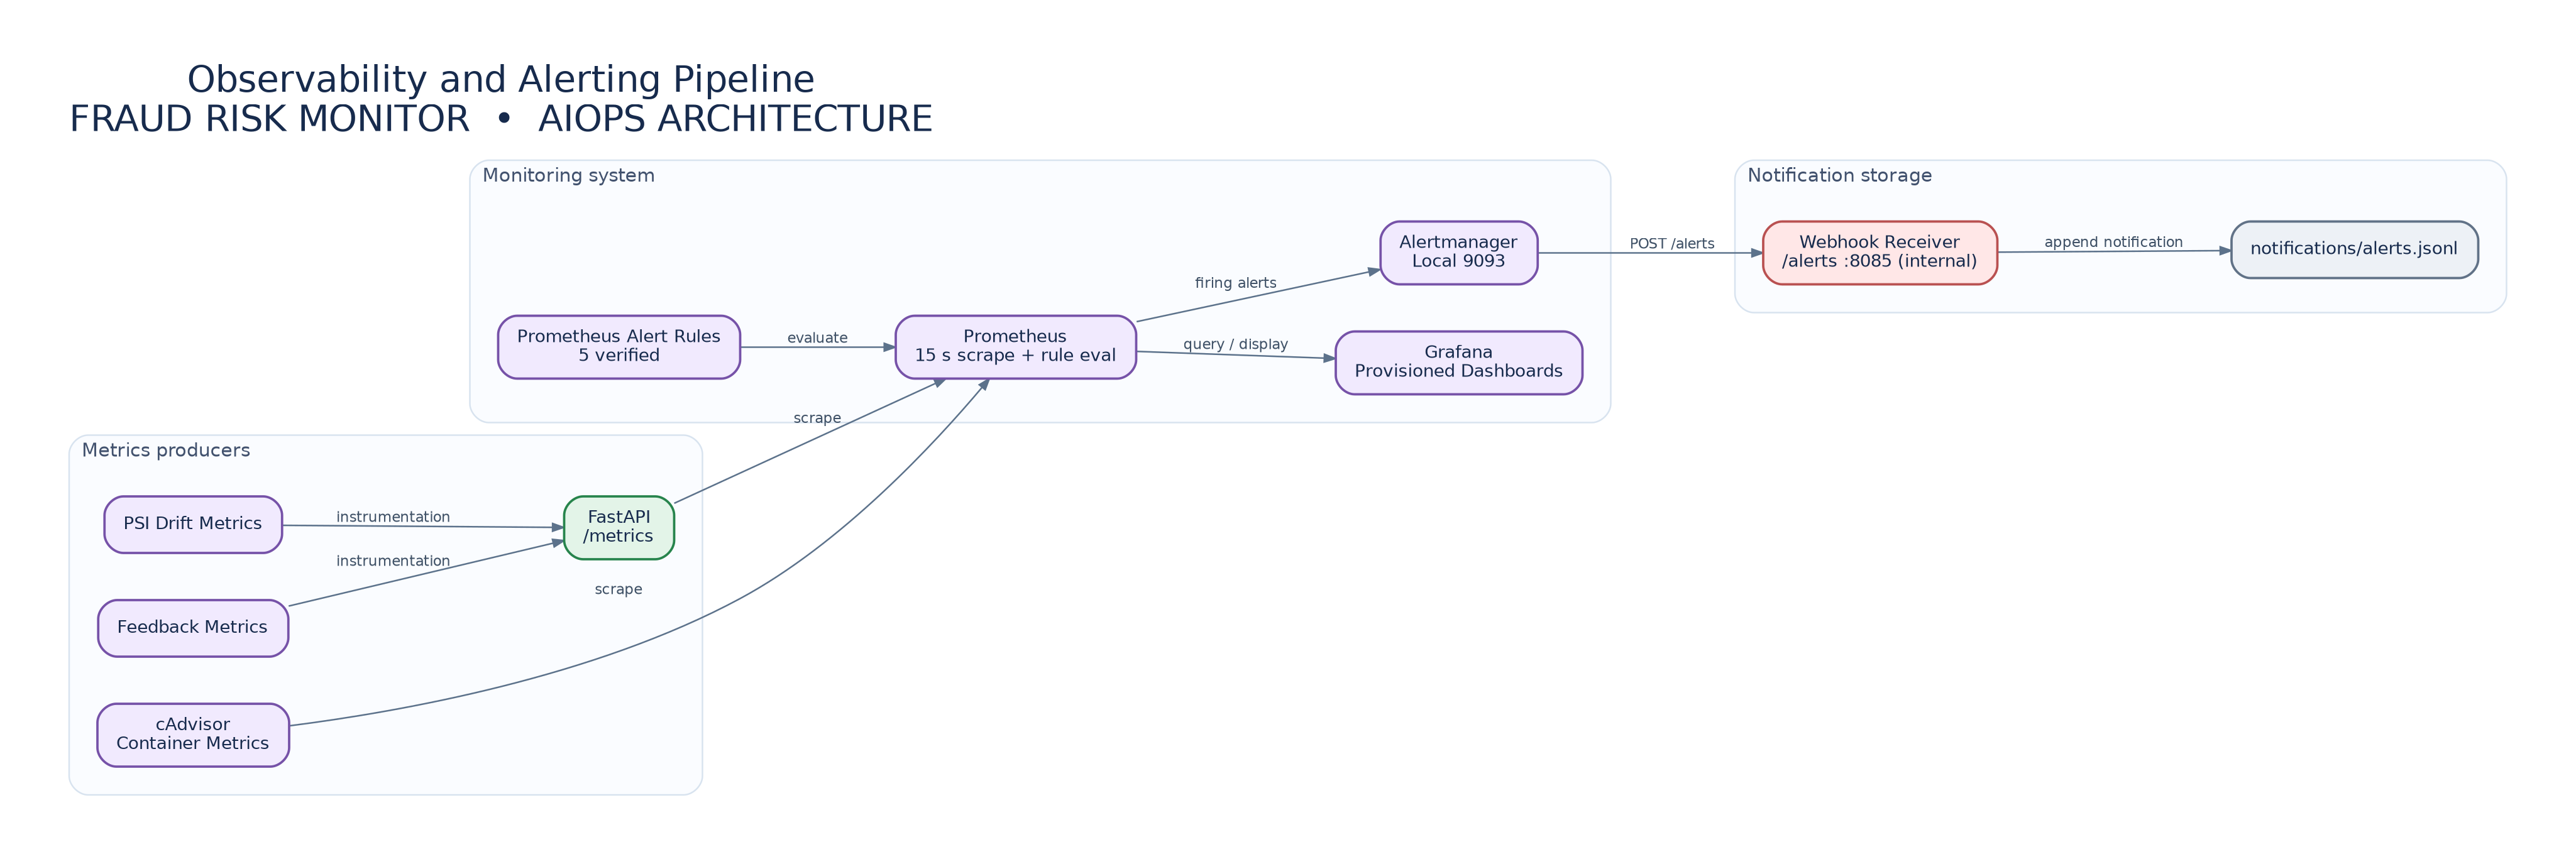 Observability and Alerting Pipeline
FRAUD RISK MONITOR • AIOPS ARCHITECTURE
Monitoring system
Prometheus Alert Rules
5 verified
evaluate
Prometheus
15 s scrape + rule eval
firing alerts
Alertmanager
Local 9093
query / display
Grafana
Provisioned Dashboards
POST /alerts
Notification storage
Webhook Receiver
/alerts :8085 (internal)
append notification
notifications/alerts.jsonl
scrape
Metrics producers
PSI Drift Metrics
instrumentation
FastAPI
/metrics
instrumentation
Feedback Metrics
scrape
cAdvisor
Container Metrics